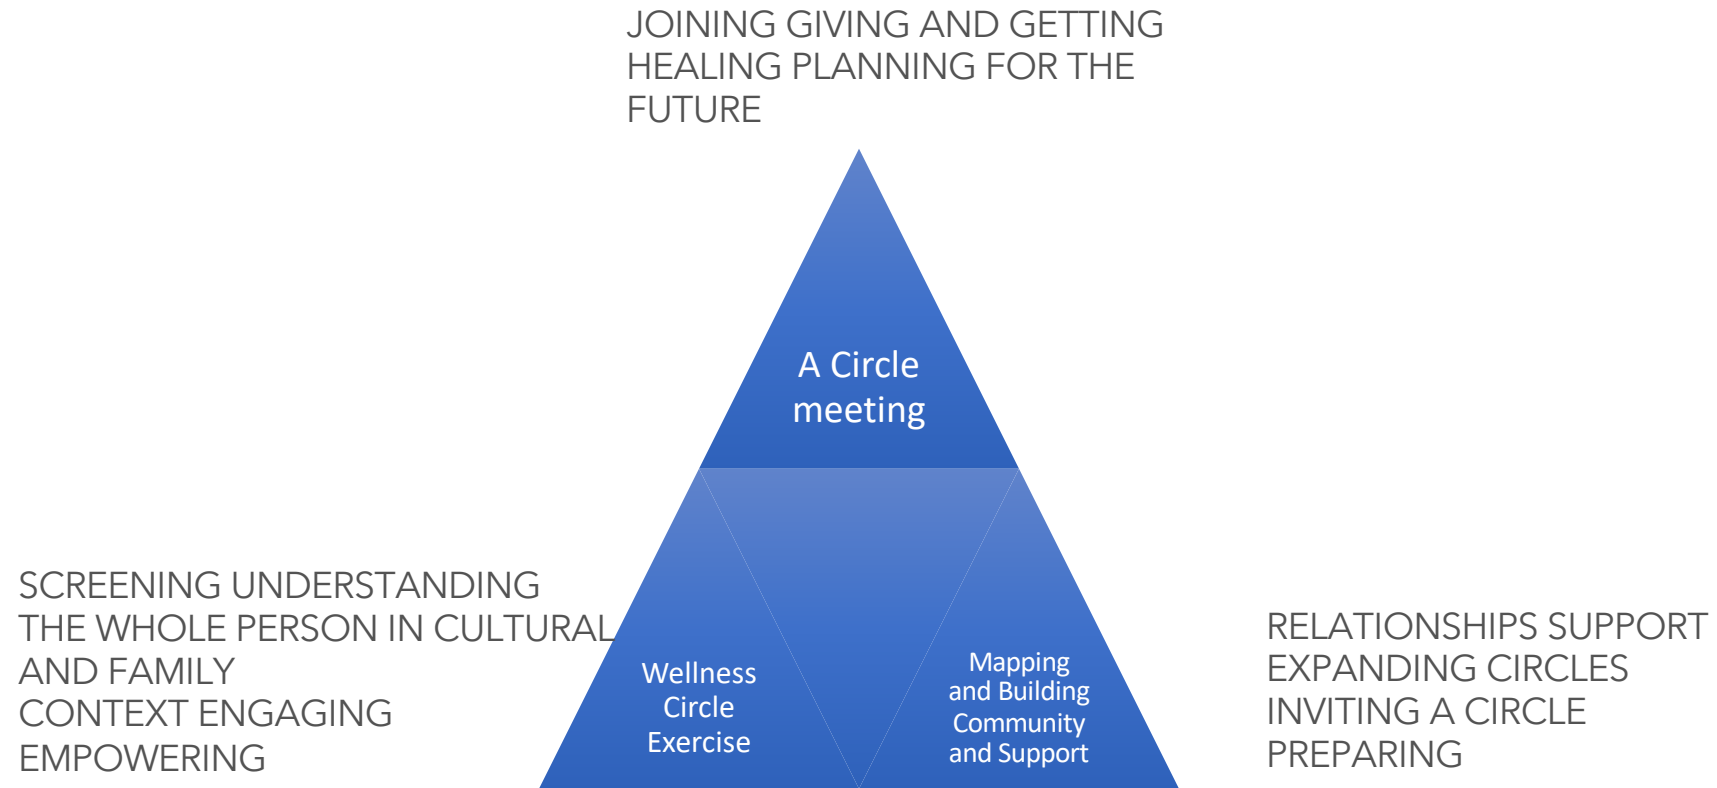 JOINING GIVING AND GETTING
HEALING PLANNING FOR THE
FUTURE
A Circle
meeting
SCREENING UNDERSTANDING
THE WHOLE PERSON IN CULTURAL
AND FAMILY
CONTEXT ENGAGING
EMPOWERING
Wellness
Circle
Exercise
Mapping
and Building
Community
and Support
RELATIONSHIPS SUPPORT
EXPANDING CIRCLES
INVITING A CIRCLE
PREPARING